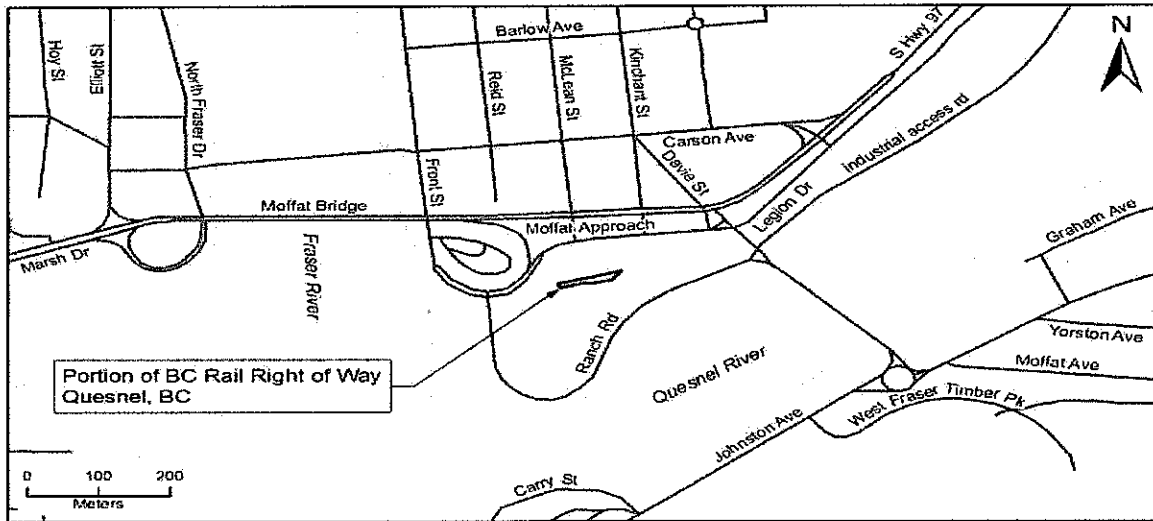 Barlow Ave
S Hwy 97
N
Hoy St
Elliott St
North Fraser Dr
Reid St
McLean St
Kinchant St
Carson Ave
industrial access rd
Front St
Davie St
Moffat Bridge
Moffat Approach
Legion Dr
Graham Ave
Marsh Dr
Fraser River
Ranch Rd
Yorston Ave
Moffat Ave
Portion of BC Rail Right of Way
Quesnel, BC
Quesnel River
West Fraser Timber Pk
Johnston Ave
Carry St
0 100 200
Meters